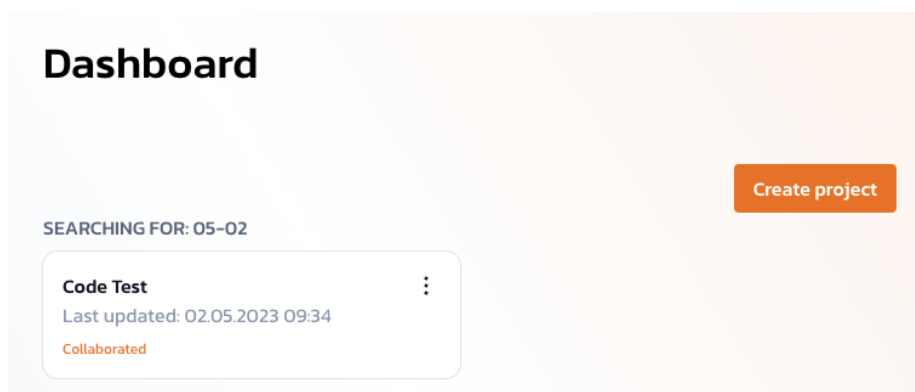 Dashboard
Create project
SEARCHING FOR: 05-02
Code Test
Last updated: 02.05.2023 09:34
Collaborated